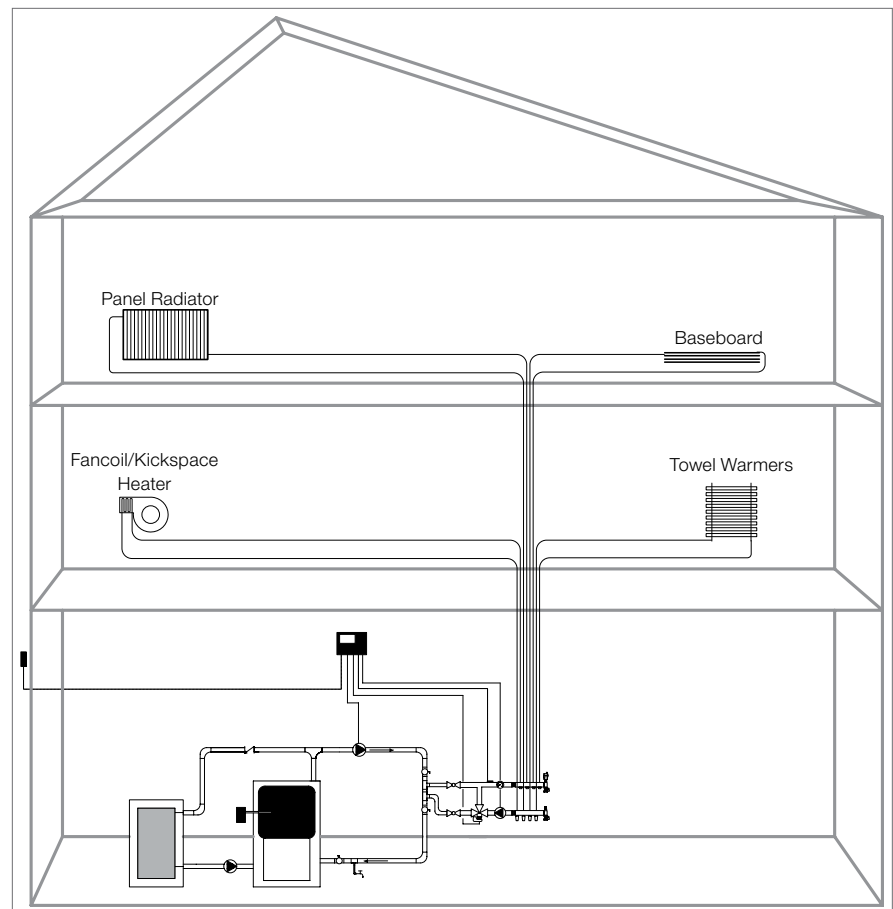 Panel Radiator
Baseboard
Fancoil/Kickspace
Heater
Towel Warmers